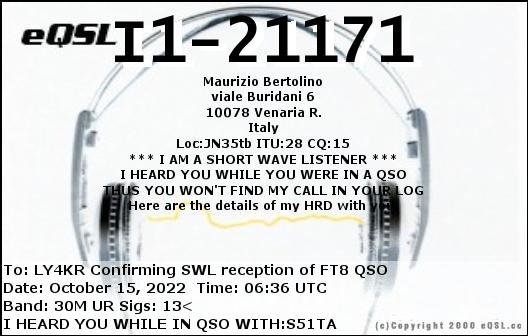 eQSL
I1-21171
Maurizio Bertolino
viale Buridani 6
10078 Venaria R.
Italy
Loc:JN35tb ITU:28 CQ:15
*** I AM A SHORT WAVE LISTENER ***
I HEARD YOU WHILE YOU WERE IN A QSO
THUS YOU WON'T FIND MY CALL IN YOUR LOG
Here are the details of my HRD with you
To: LY4KR Confirming SWL reception of FT8 QSO
Date: October 15, 2022 Time: 06:36 UTC
Band: 30M UR Sigs: 13<
I HEARD YOU WHILE IN QSO WITH:S51TA
(c)Copyright 2000 eQSL.cc